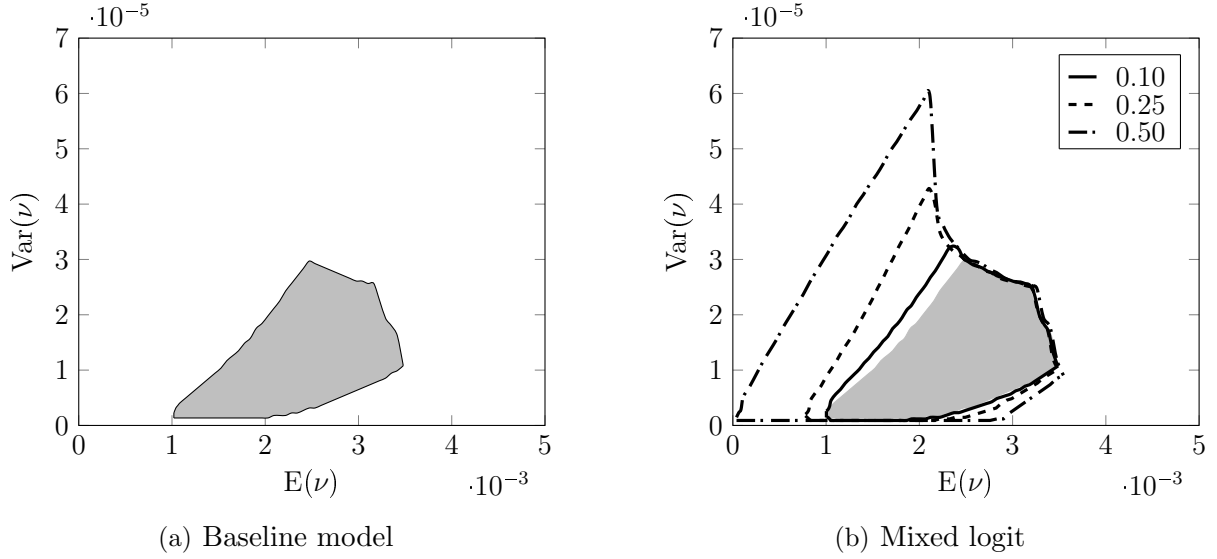 ·10⁻⁵
7
6
5
4
3
2
1
0
Var(ν)
0 1 2 3 4 5
E(ν) ·10⁻³
(a) Baseline model
·10⁻⁵
7
6
5
4
3
2
1
0
Var(ν)
0.10
0.25
0.50
0 1 2 3 4 5
E(ν) ·10⁻³
(b) Mixed logit